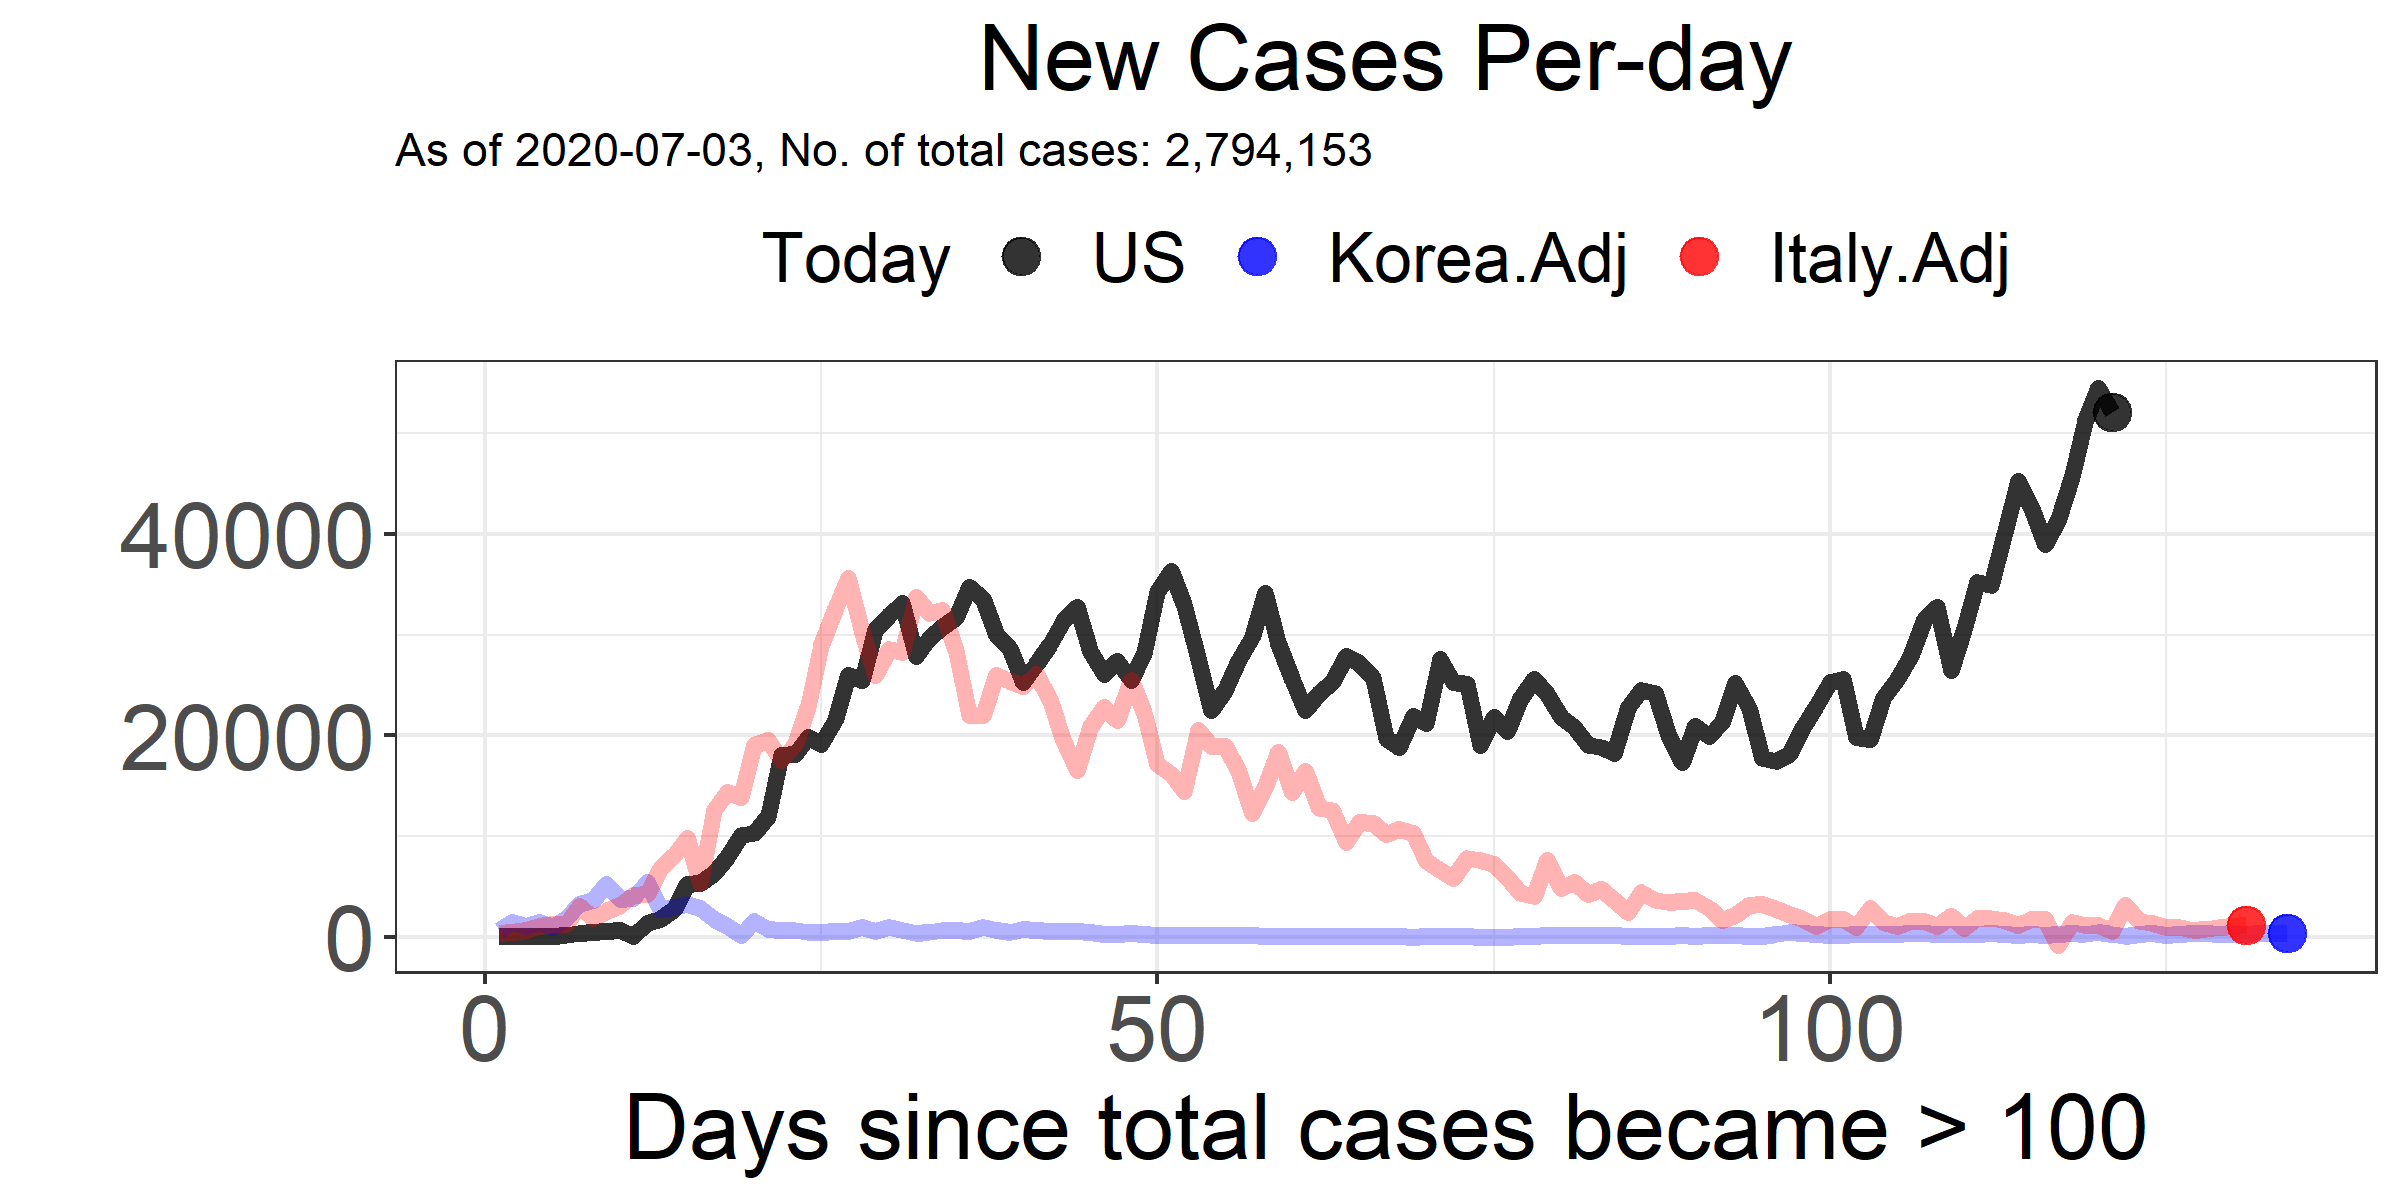 New Cases Per-day
As of 2020-07-03, No. of total cases: 2,794,153
Today US Korea.Adj Italy.Adj
40000
20000
0
0 50 100
Days since total cases became > 100